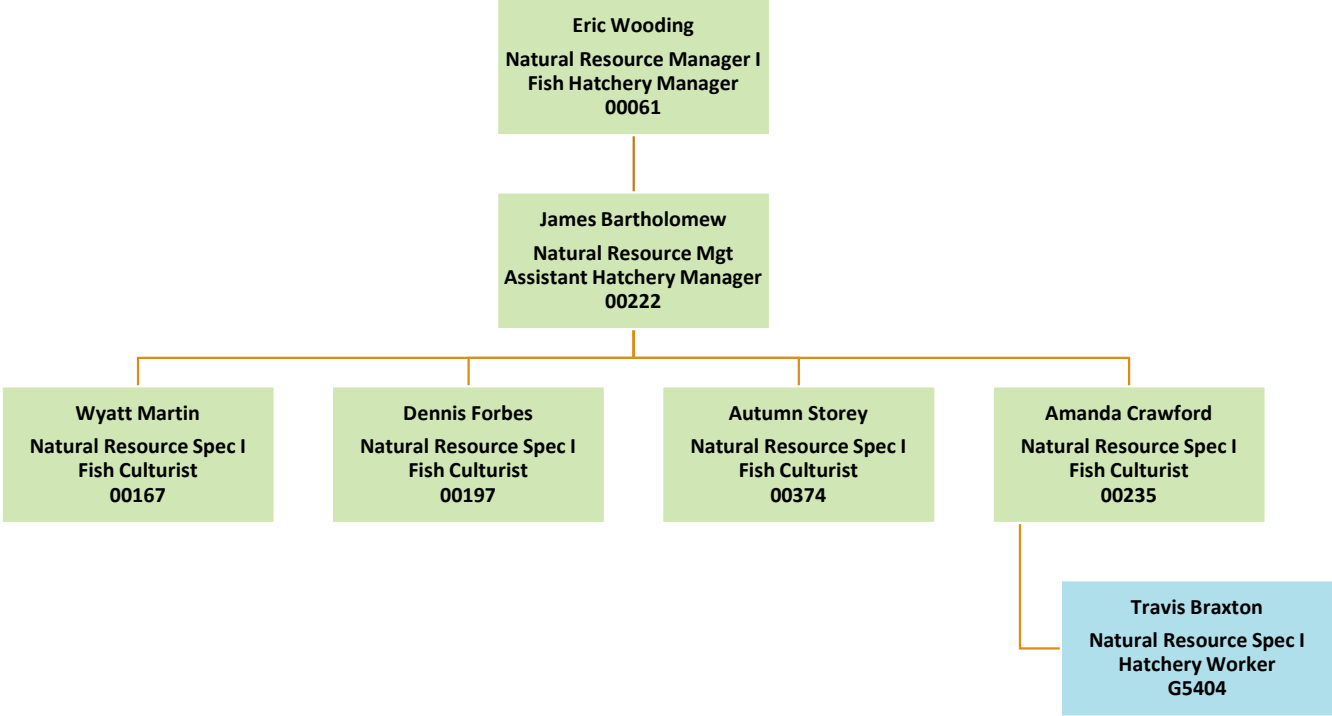 Eric Wooding
Natural Resource Manager I
Fish Hatchery Manager
00061
James Bartholomew
Natural Resource Mgt
Assistant Hatchery Manager
00222
Wyatt Martin
Natural Resource Spec I
Fish Culturist
00167
Dennis Forbes
Natural Resource Spec I
Fish Culturist
00197
Autumn Storey
Natural Resource Spec I
Fish Culturist
00374
Amanda Crawford
Natural Resource Spec I
Fish Culturist
00235
Travis Braxton
Natural Resource Spec I
Hatchery Worker
G5404